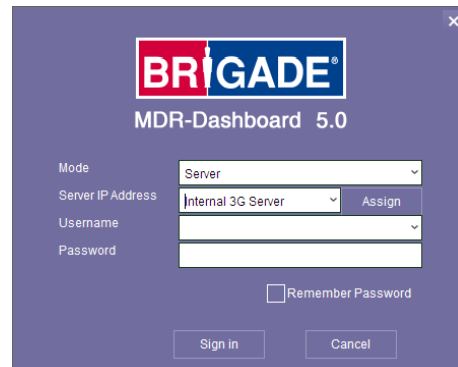 BRIGADE®
MDR-Dashboard 5.0
Mode Server
Server IP Address Internal 3G Server Assign
Username
Password
Remember Password
Sign in Cancel